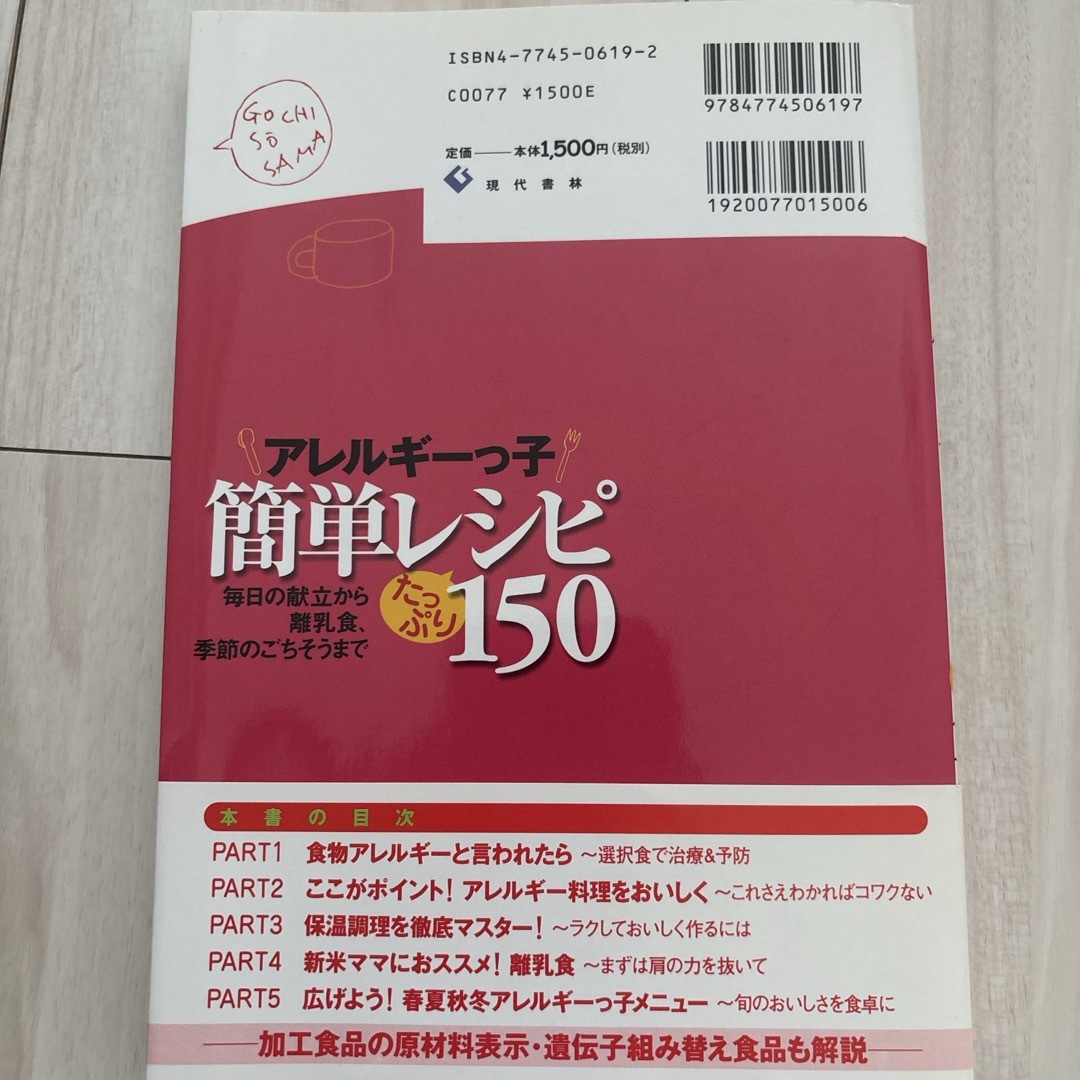 ISBN4-7745-0619-2
C0077 ¥1500E
9784774506197
定価――本体1,500円(税別)
現代書林
1920077015006
GOCHI
SŌ
SAMA
アレルギーっ子
簡単レシピ
たっぷり
150
毎日の献立から
離乳食、
季節のごちそうまで
本書の目次
PART1 食物アレルギーと言われたら ～選択食で治療&予防
PART2 ここがポイント! アレルギー料理をおいしく ～これさえわかればコワクない
PART3 保温調理を徹底マスター! ～ラクしておいしく作るには
PART4 新米ママにおススメ! 離乳食 ～まずは肩の力を抜いて
PART5 広げよう! 春夏秋冬アレルギーっ子メニュー ～旬のおいしさを食卓に
――加工食品の原材料表示・遺伝子組み替え食品も解説――